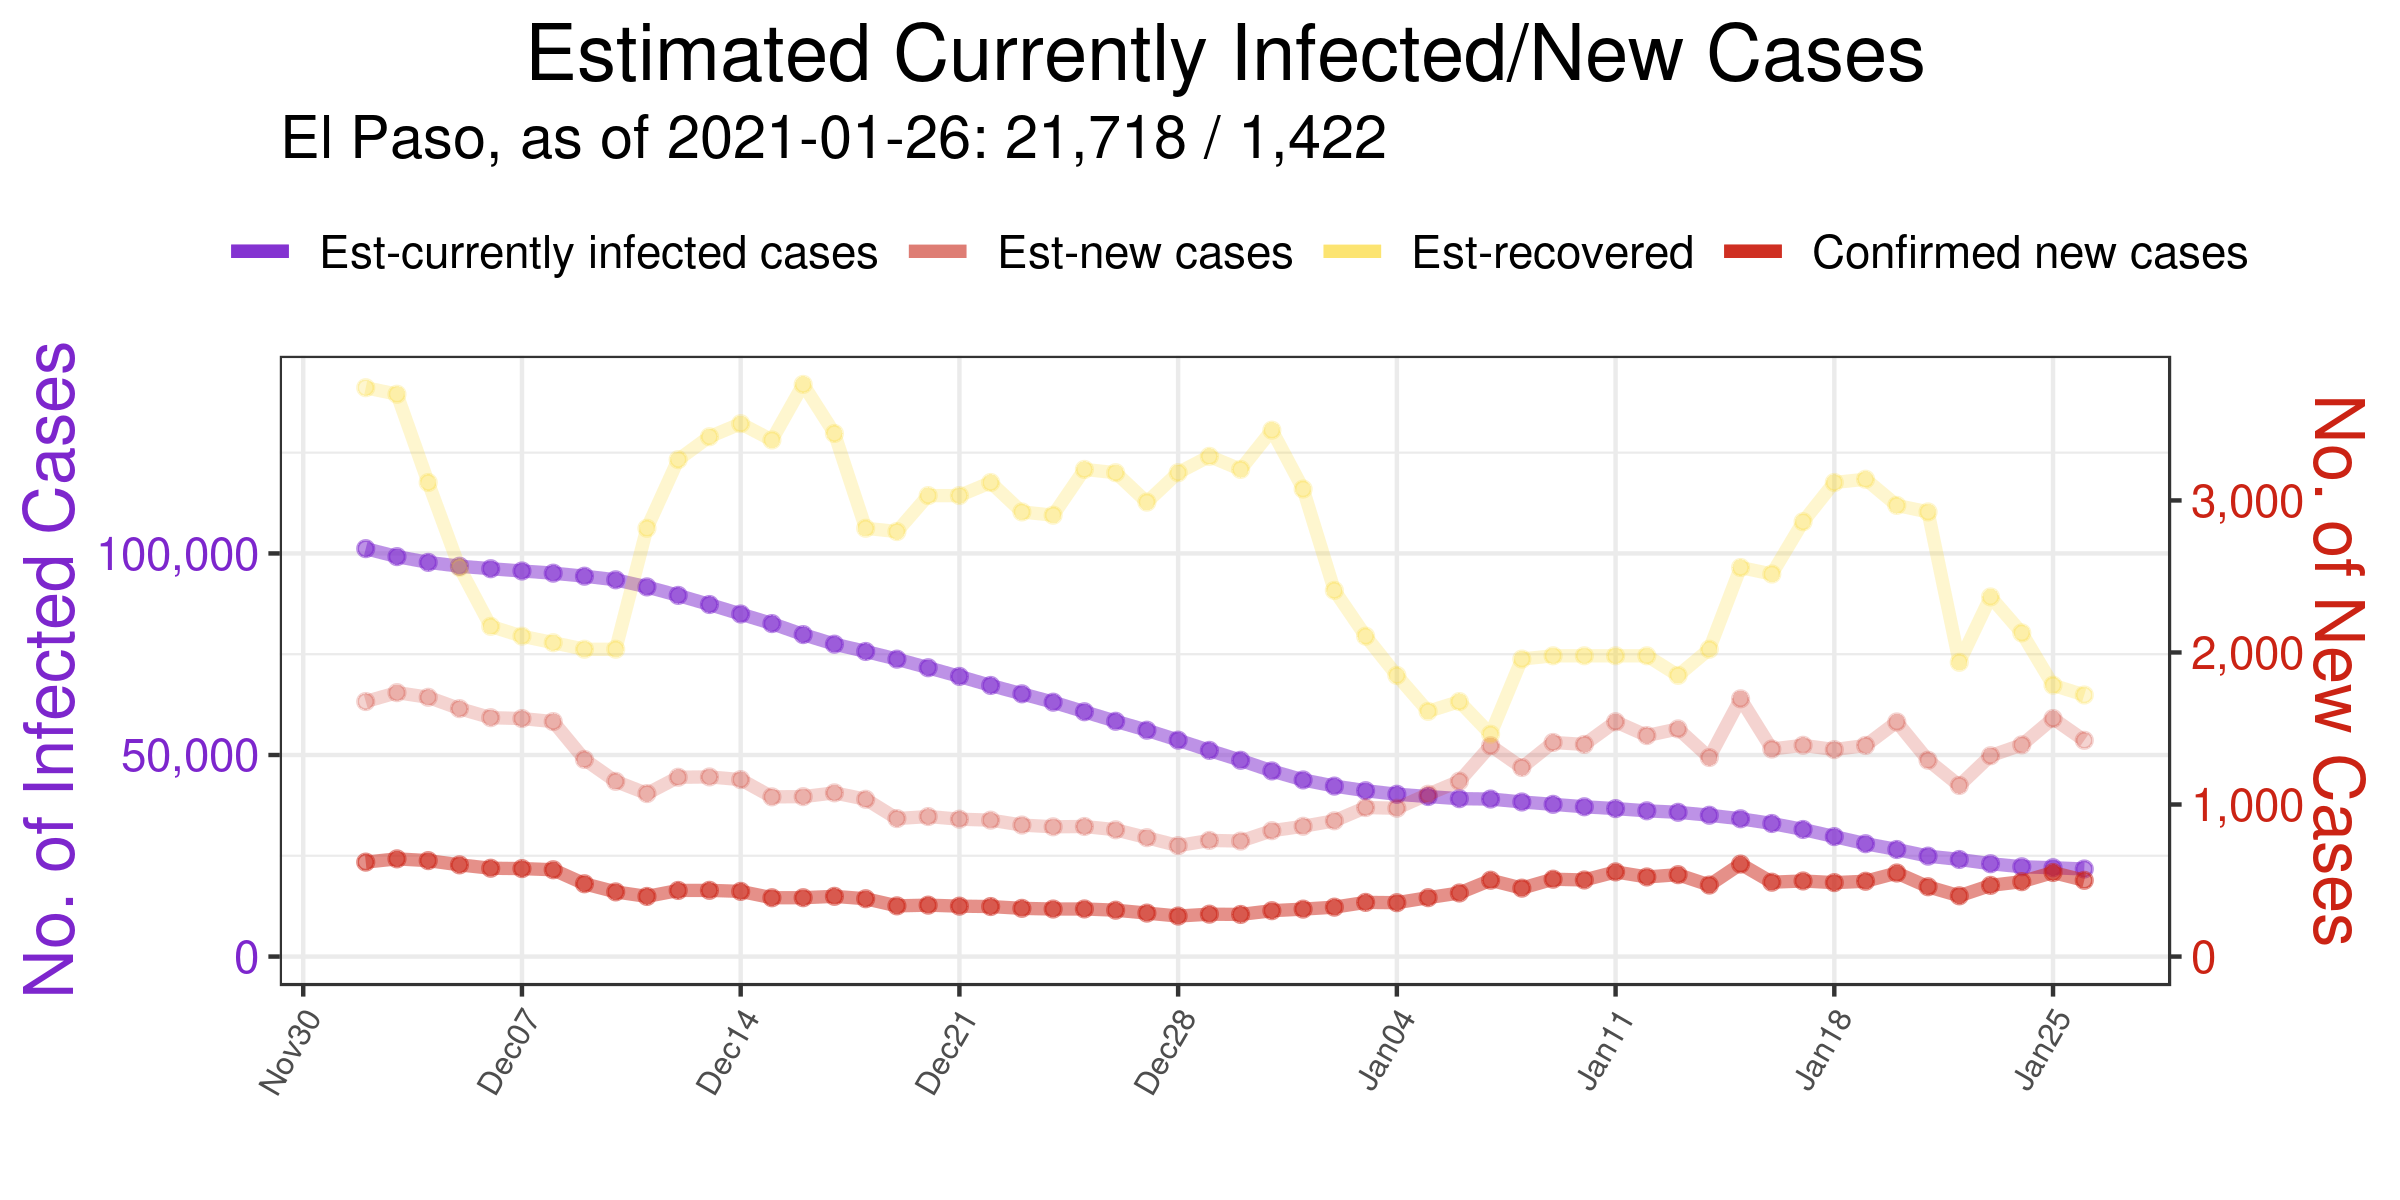 Estimated Currently Infected/New Cases
El Paso, as of 2021-01-26: 21,718 / 1,422
Est-currently infected cases Est-new cases Est-recovered Confirmed new cases
No. of Infected Cases
100,000
50,000
0
3,000
2,000
1,000
0
No. of New Cases
Nov30 Dec07 Dec14 Dec21 Dec28 Jan04 Jan11 Jan18 Jan25